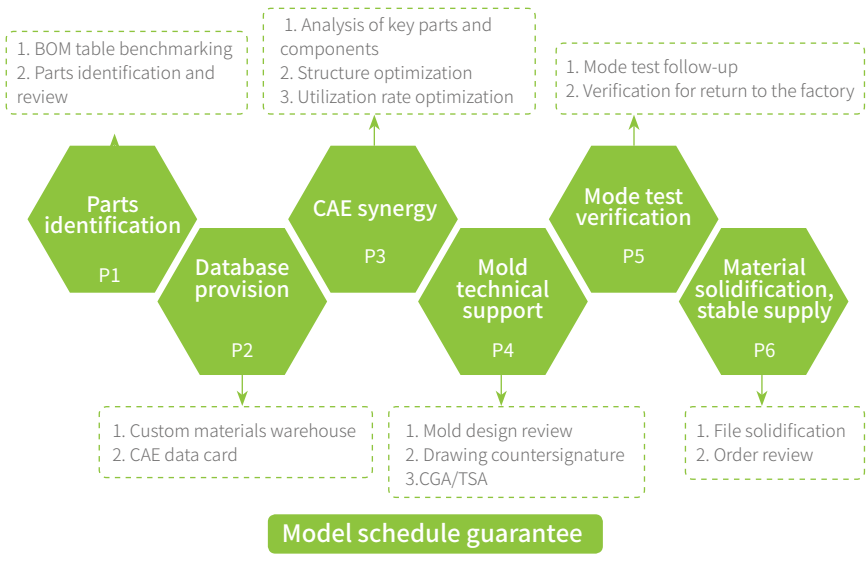 1. BOM table benchmarking
2. Parts identification and
review
1. Analysis of key parts and
components
2. Structure optimization
3. Utilization rate optimization
1. Mode test follow-up
2. Verification for return to the factory
Parts
identification
P1
Database
provision
P2
CAE synergy
P3
Mold
technical
support
P4
Mode test
verification
P5
Material
solidification,
stable supply
P6
1. Custom materials warehouse
2. CAE data card
1. Mold design review
2. Drawing countersignature
3.CGA/TSA
1. File solidification
2. Order review
Model schedule guarantee